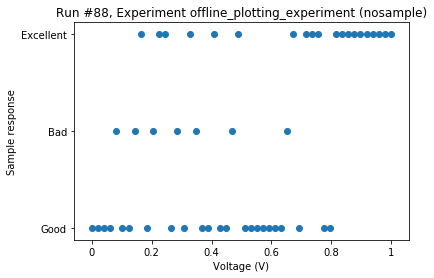 Run #88, Experiment offline_plotting_experiment (nosample)
Excellent
Bad
Good
Sample response
0 0.2 0.4 0.6 0.8 1
Voltage (V)